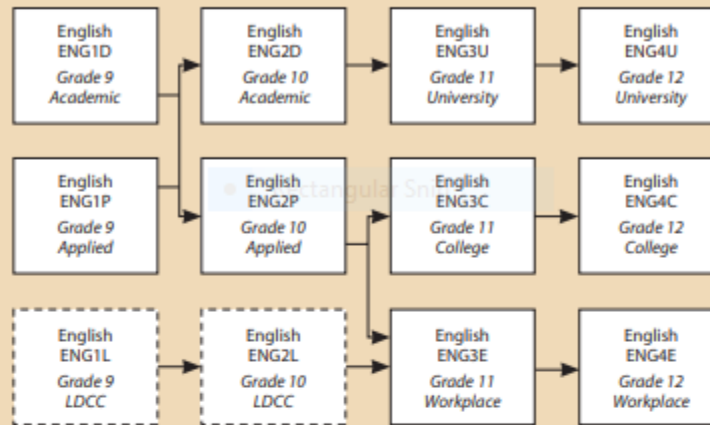 English
ENG1D
Grade 9
Academic
English
ENG2D
Grade 10
Academic
English
ENG3U
Grade 11
University
English
ENG4U
Grade 12
University
English
ENG1P
Grade 9
Applied
English
ENG2P
Grade 10
Applied
English
ENG3C
Grade 11
College
English
ENG4C
Grade 12
College
English
ENG1L
Grade 9
LDCC
English
ENG2L
Grade 10
LDCC
English
ENG3E
Grade 11
Workplace
English
ENG4E
Grade 12
Workplace